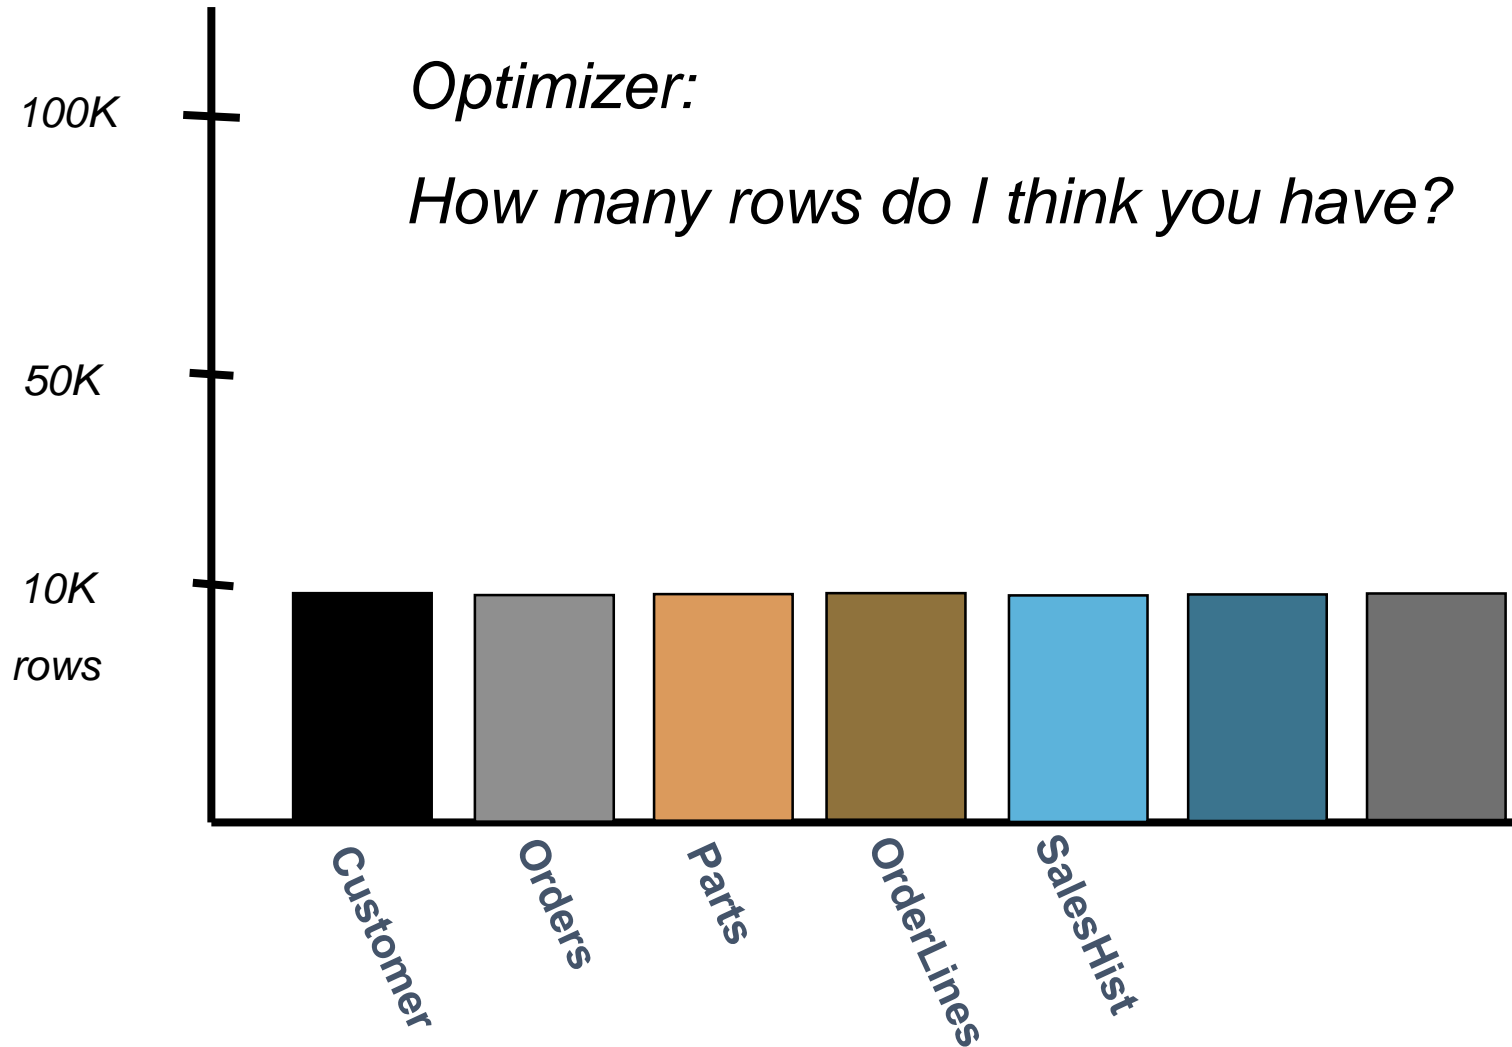 Optimizer:
How many rows do I think you have?
100K
50K
10K
rows
Customer
Orders
Parts
OrderLines
SalesHist